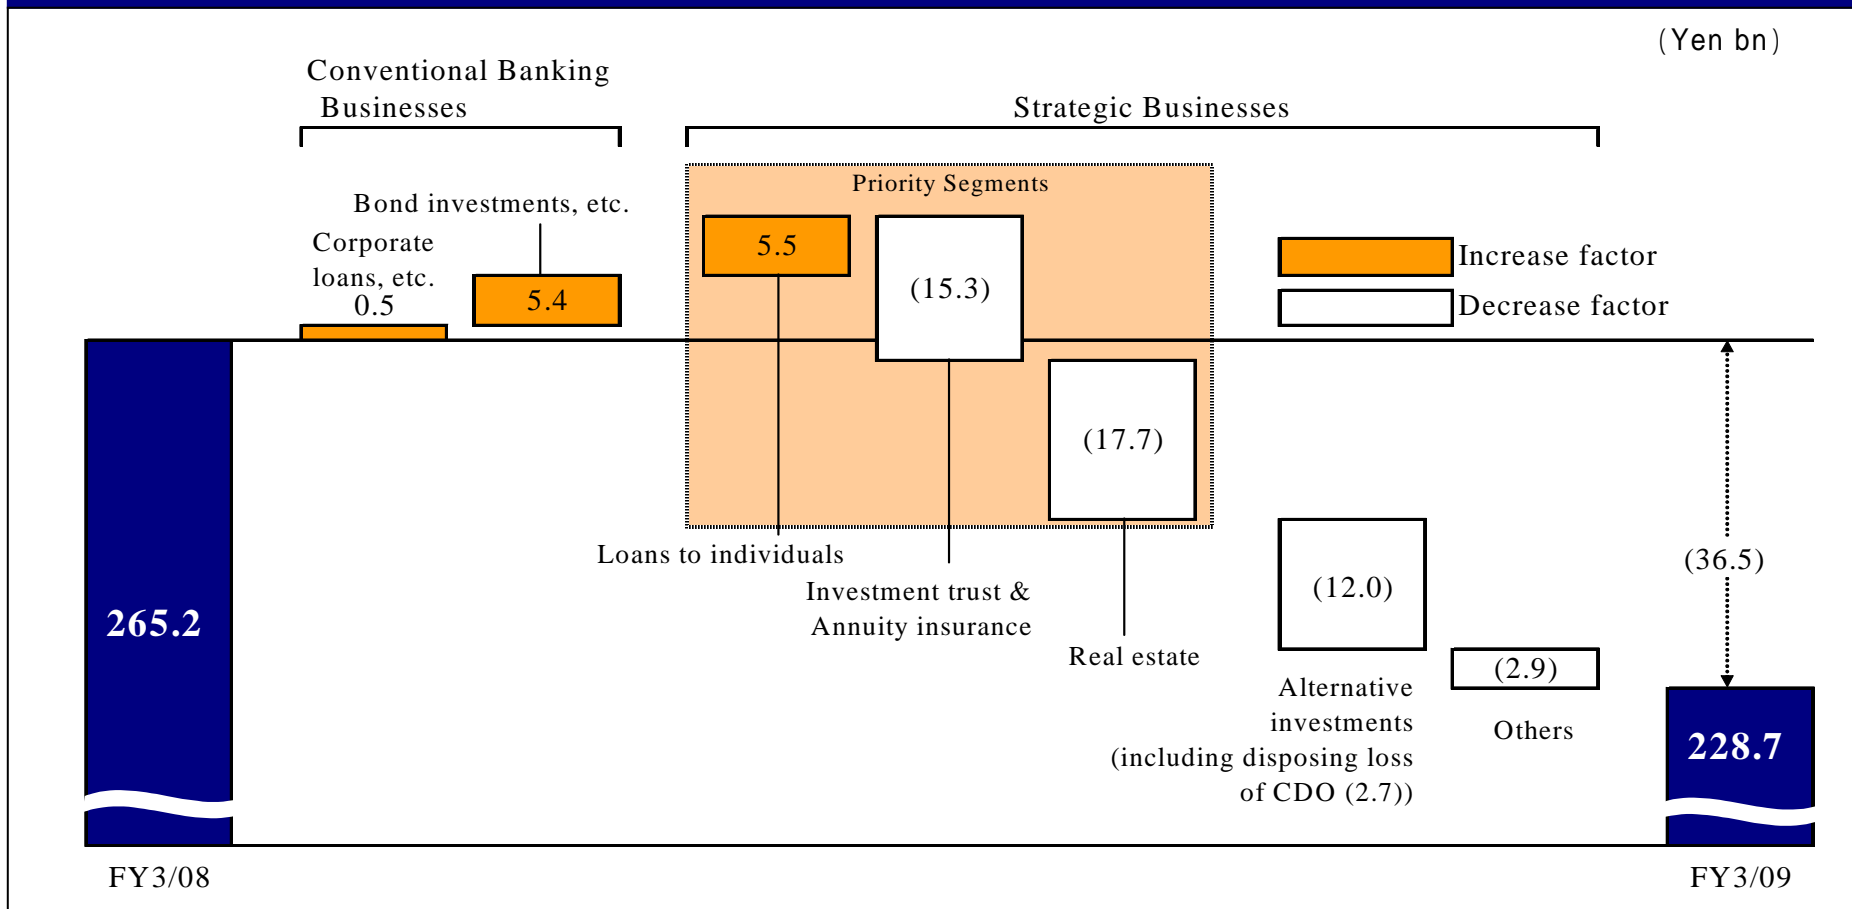 (Yen bn)
Conventional Banking
Businesses
Strategic Businesses
Priority Segments
Bond investments, etc.
Corporate
loans, etc.
0.5
5.4
5.5
(15.3)
(17.7)
Increase factor
Decrease factor
Loans to individuals
Investment trust &
Annuity insurance
Real estate
(12.0)
(2.9)
(36.5)
265.2
Alternative
investments
(including disposing loss
of CDO (2.7))
Others
228.7
FY3/08
FY3/09